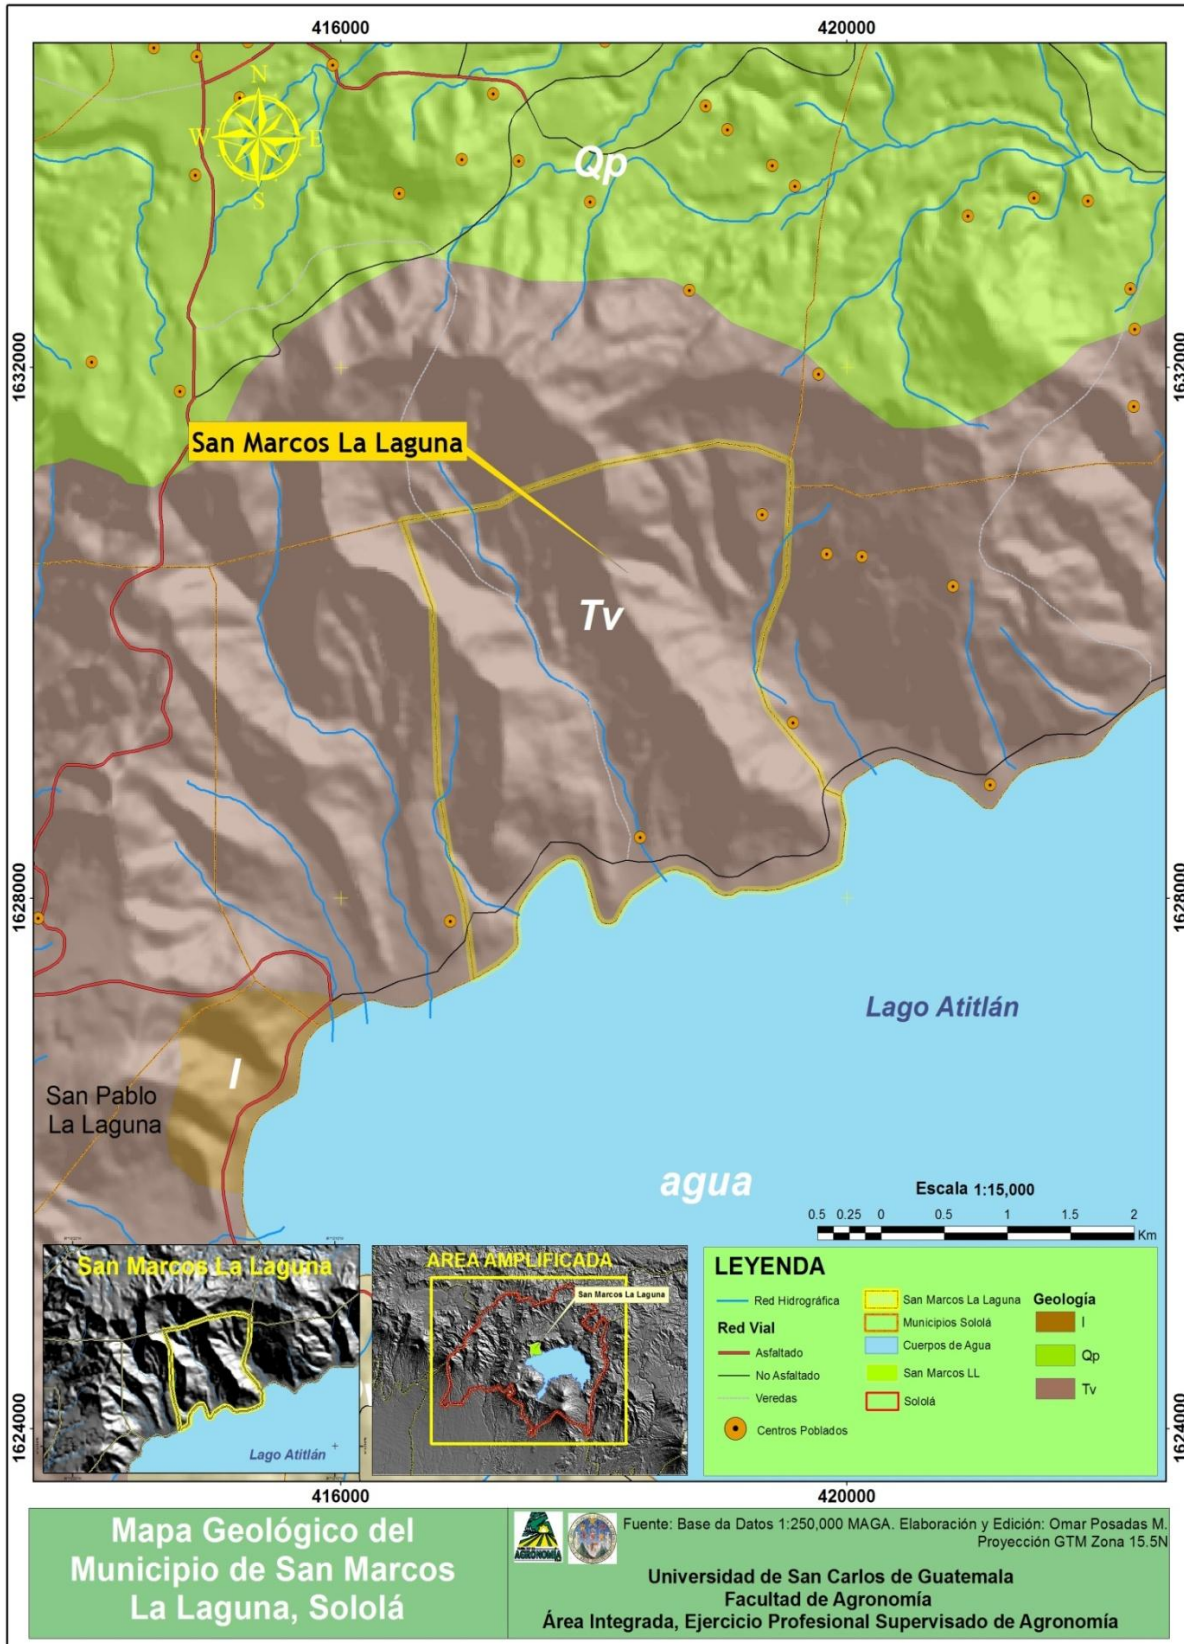 416000
420000
N
W
E
S
Qp
1632000
1632000
San Marcos La Laguna
Tv
1628000
1628000
Lago Atitlán
I
San Pablo
La Laguna
agua
Escala 1:15,000
0.5 0.25 0 0.5 1 1.5 2
Km
San Marcos La Laguna
Lago Atitlán
AREA AMPLIFICADA
San Marcos La Laguna
LEYENDA
Red Hidrográfica
Red Vial
Asfaltado
No Asfaltado
Veredas
Centros Poblados
San Marcos La Laguna
Municipios Sololá
Cuerpos de Agua
San Marcos LL
Sololá
Geología
I
Qp
Tv
1624000
1624000
416000
420000
Mapa Geológico del
Municipio de San Marcos
La Laguna, Sololá
AGRONOMIA
Fuente: Base da Datos 1:250,000 MAGA. Elaboración y Edición: Omar Posadas M.
Proyección GTM Zona 15.5N
Universidad de San Carlos de Guatemala
Facultad de Agronomía
Área Integrada, Ejercicio Profesional Supervisado de Agronomía